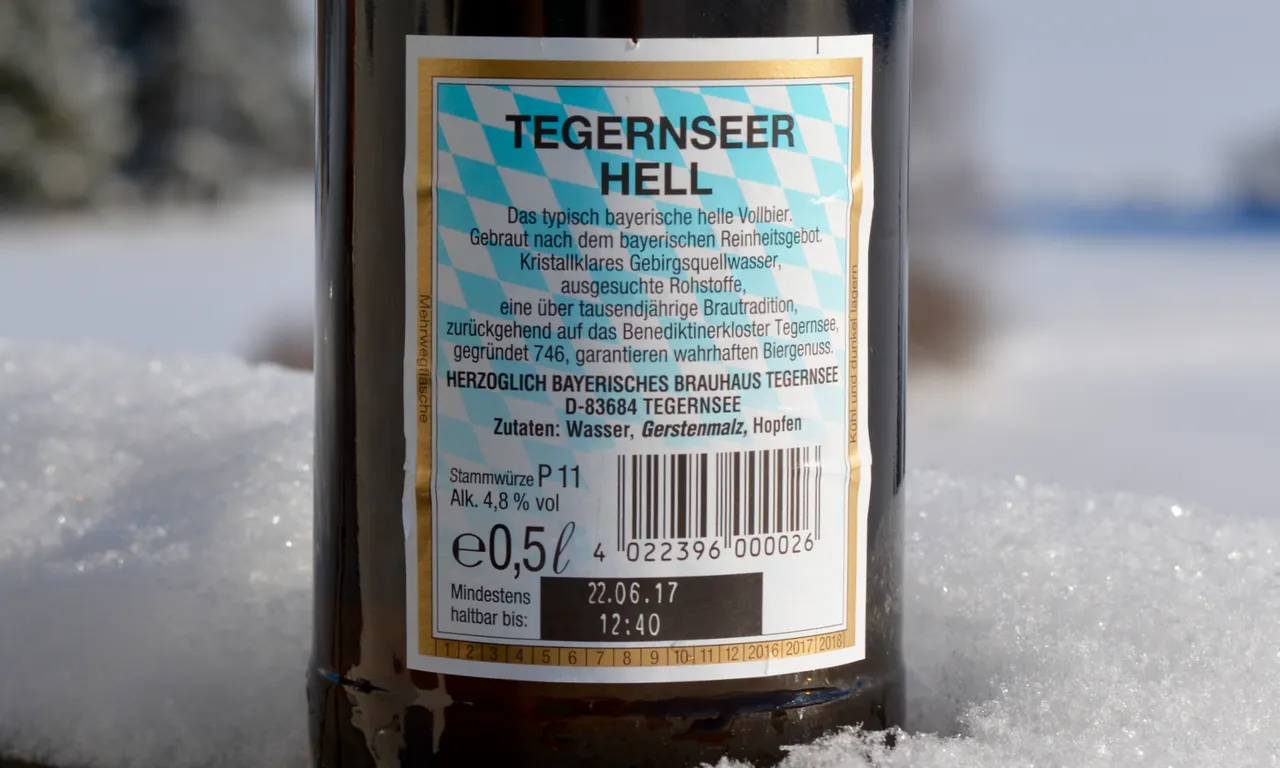 TEGERNSEER
HELL
Das typisch bayerische helle Vollbier.
Gebraut nach dem bayerischen Reinheitsgebot.
Kristallklares Gebirgsquellwasser,
ausgesuchte Rohstoffe,
eine über tausendjährige Brautradition,
zurückgehend auf das Benediktinerkloster Tegernsee,
gegründet 746, garantieren wahrhaften Biergenuss.
HERZOGLICH BAYERISCHES BRAUHAUS TEGERNSEE
D-83684 TEGERNSEE
Zutaten: Wasser, Gerstenmalz, Hopfen
Stammwürze P 11
Alk. 4,8 % vol
e0,5 l
4 022396 000026
Mindestens
haltbar bis:
22.06.17
12:40
1 2 3 4 5 6 7 8 9 10 11 12 2016 2017 2018
Mehrwegflasche
Kühl und dunkel lagern